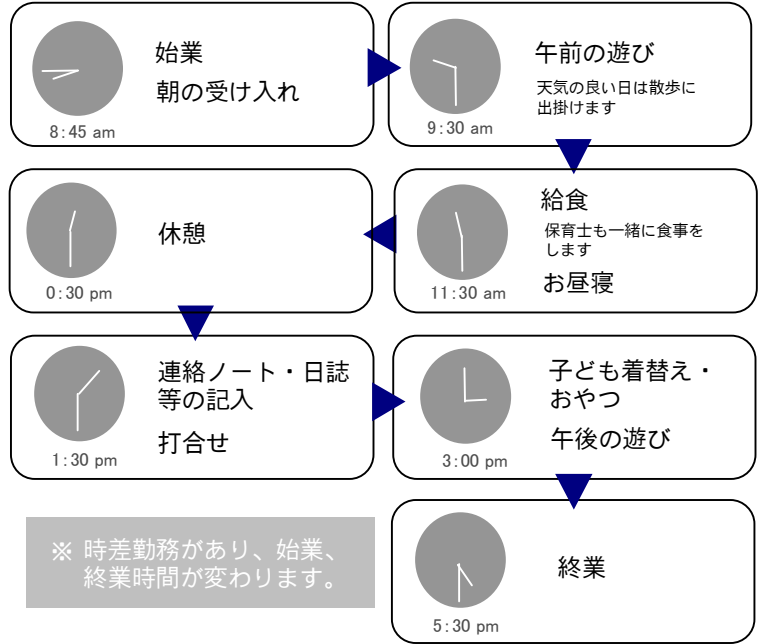 始業
朝の受け入れ
8:45 am
午前の遊び
天気の良い日は散歩に
出掛けます
9:30 am
給食
保育士も一緒に食事を
します
お昼寝
11:30 am
休憩
0:30 pm
連絡ノート・日誌
等の記入
打合せ
1:30 pm
子ども着替え・
おやつ
午後の遊び
3:00 pm
終業
5:30 pm
※ 時差勤務があり、始業、
終業時間が変わります。